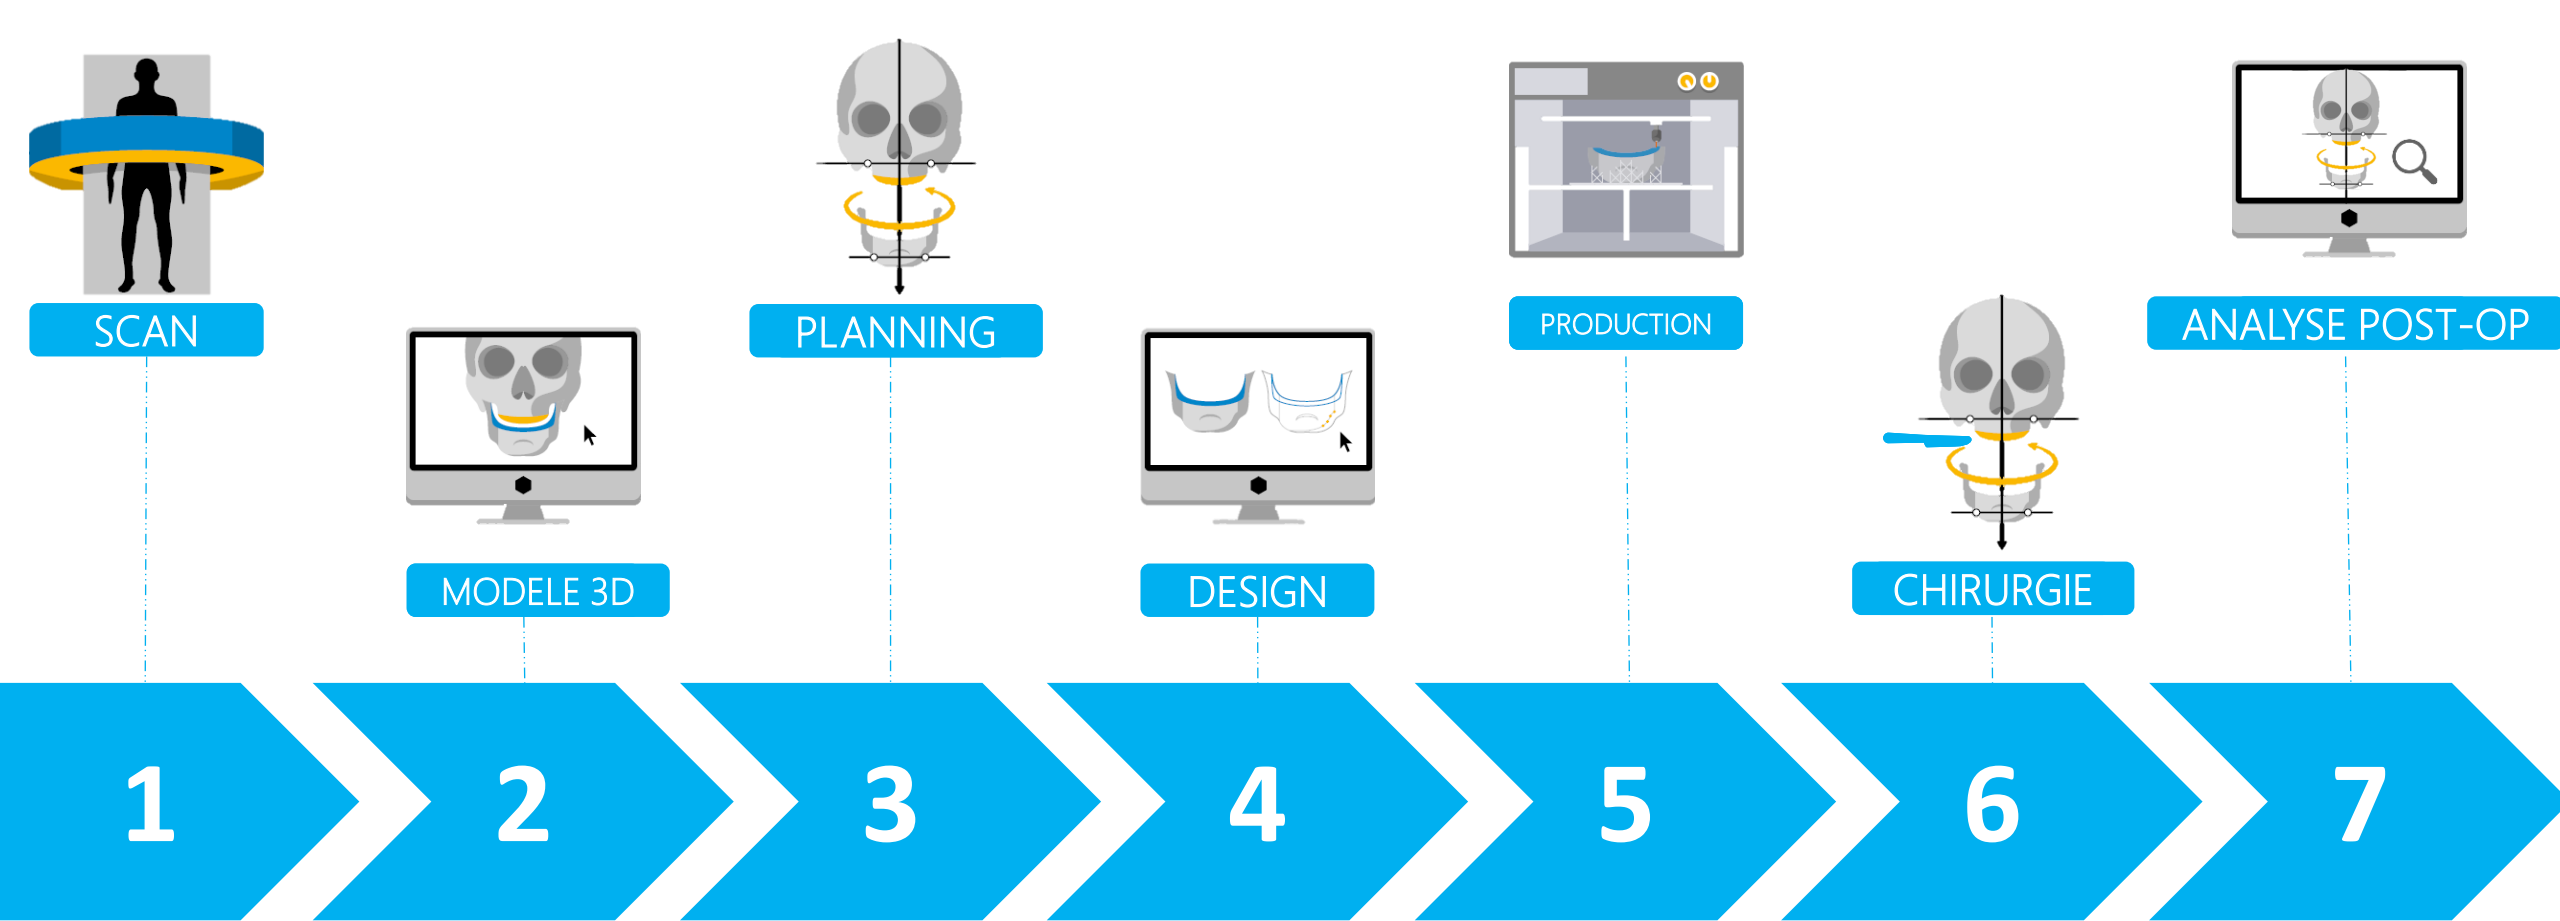 SCAN
MODELE 3D
PLANNING
DESIGN
PRODUCTION
CHIRURGIE
ANALYSE POST-OP
1
2
3
4
5
6
7